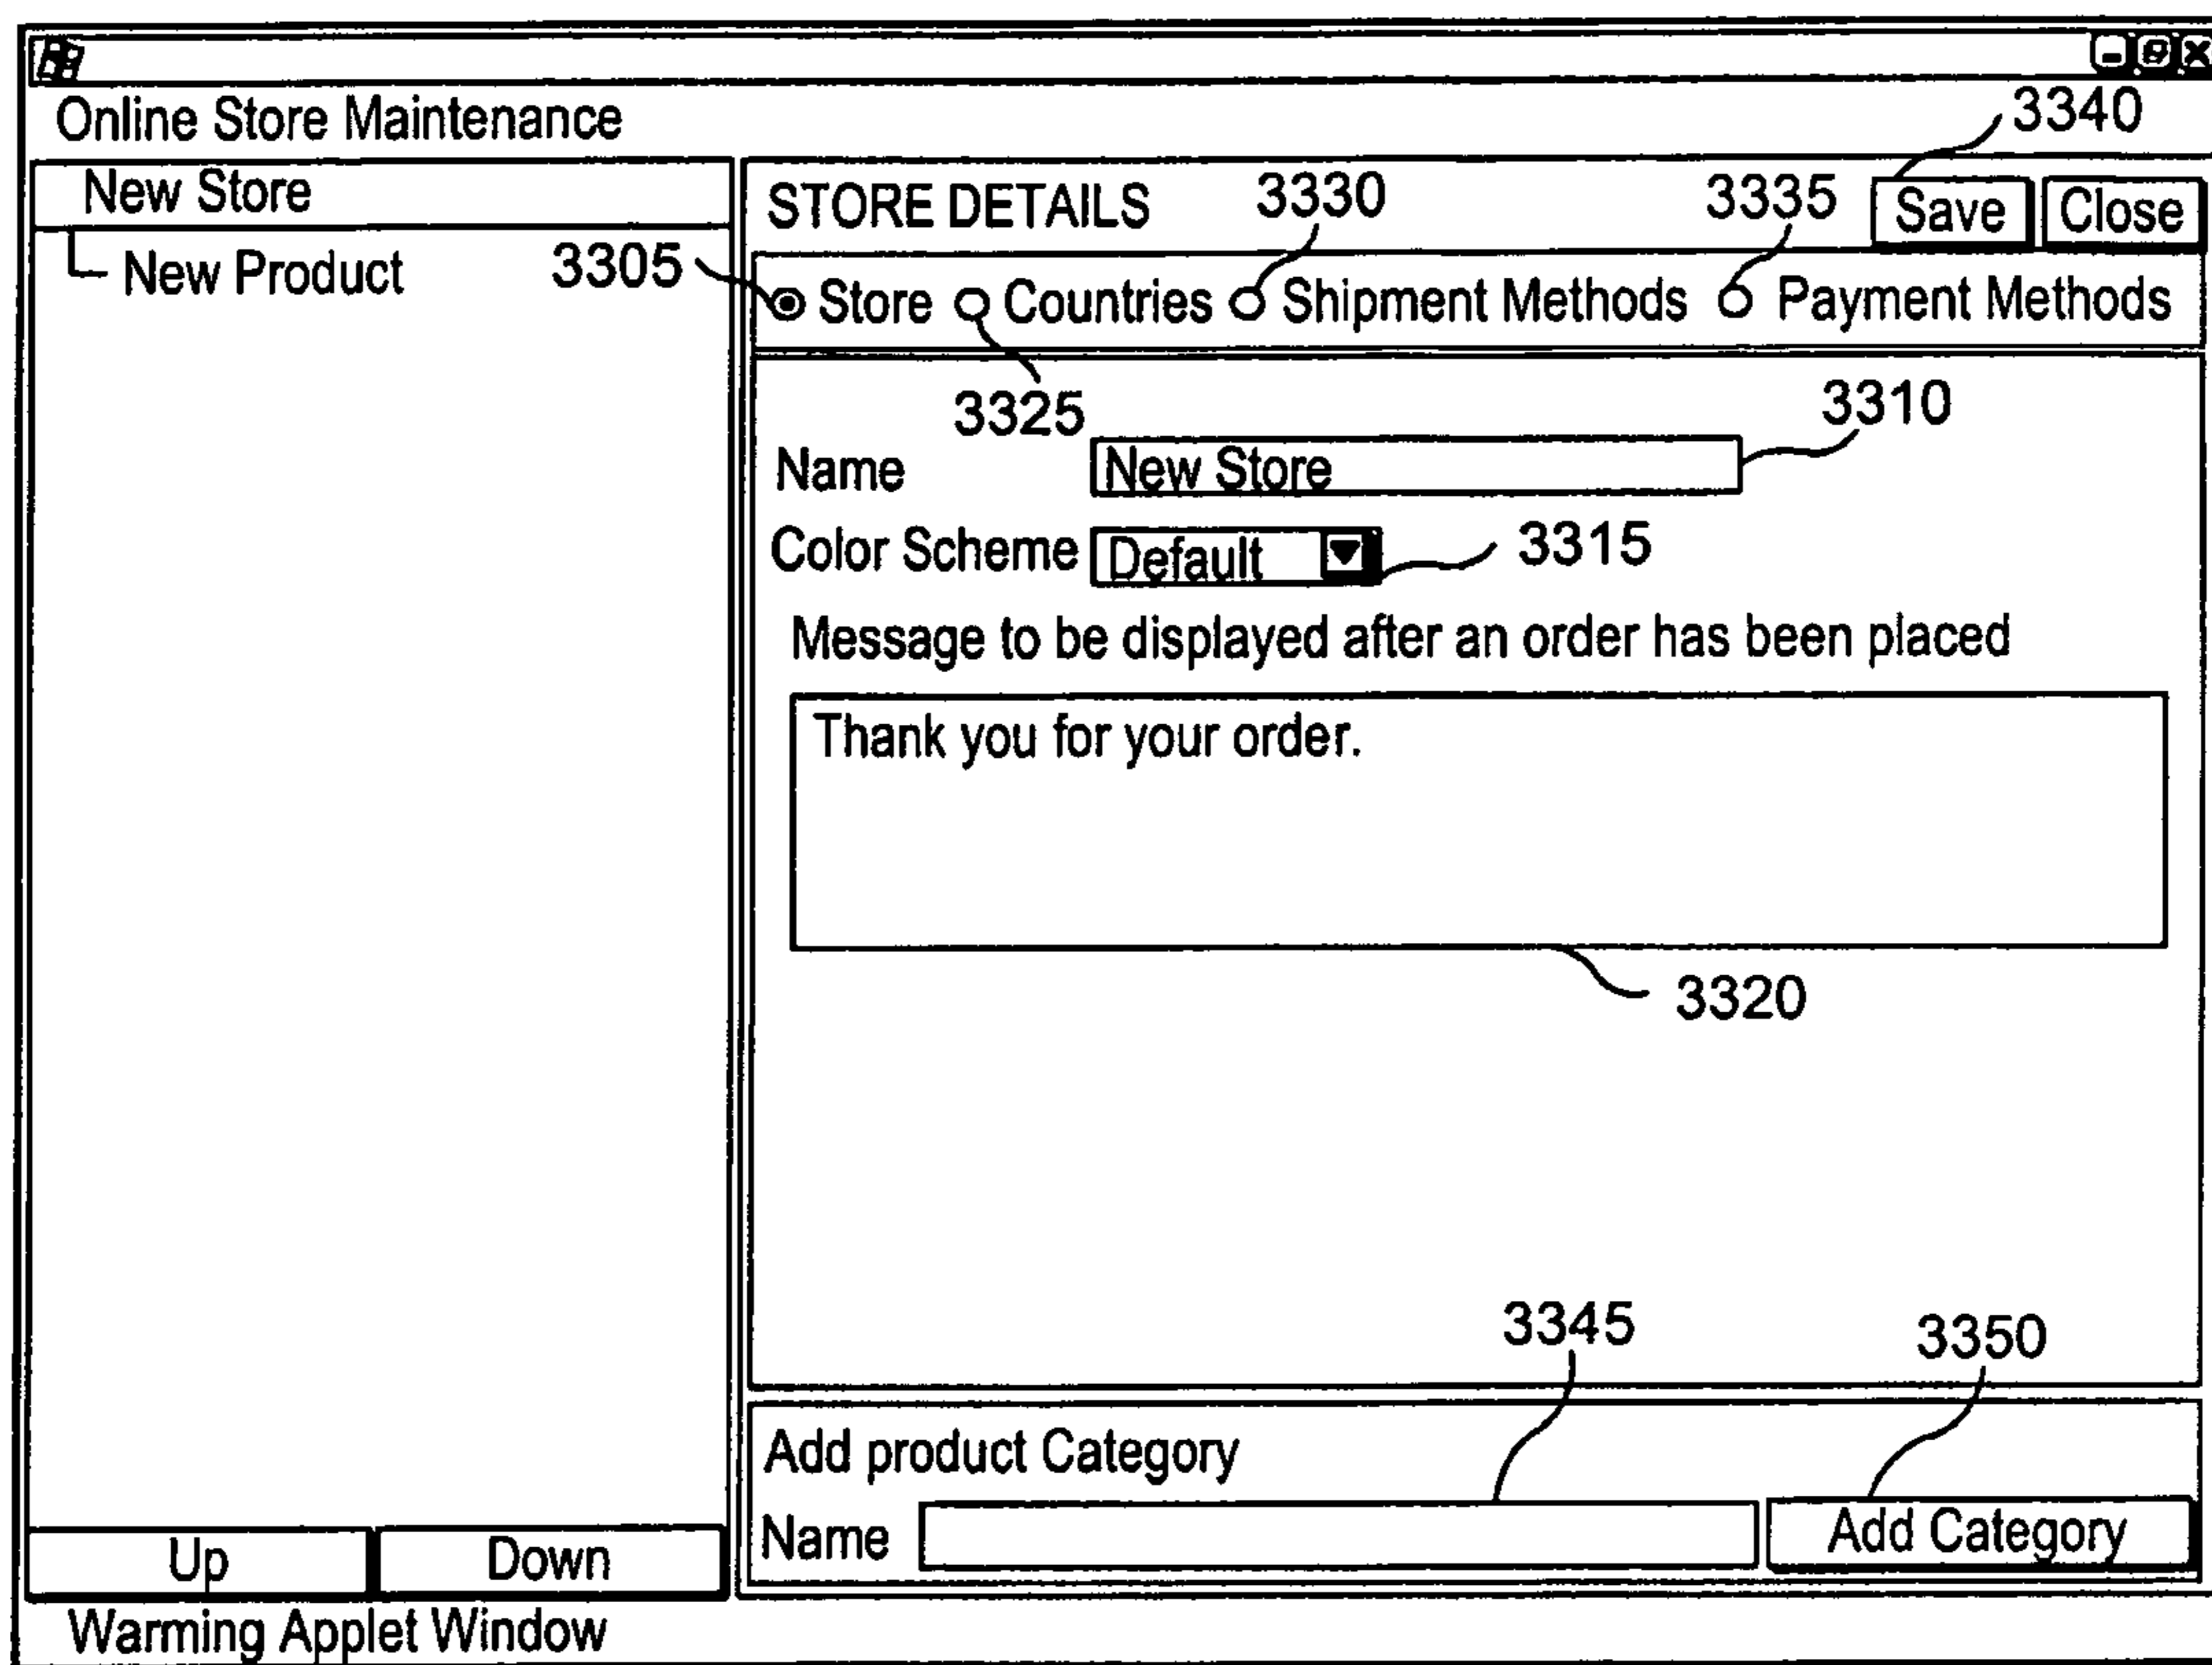 Online Store Maintenance
3340
New Store
STORE DETAILS
3330
3335
Save
Close
New Product
3305
Store
Countries
Shipment Methods
Payment Methods
3325
3310
Name
New Store
Color Scheme
Default
3315
Message to be displayed after an order has been placed
Thank you for your order.
3320
3345
3350
Add product Category
Name
Add Category
Up
Down
Warming Applet Window